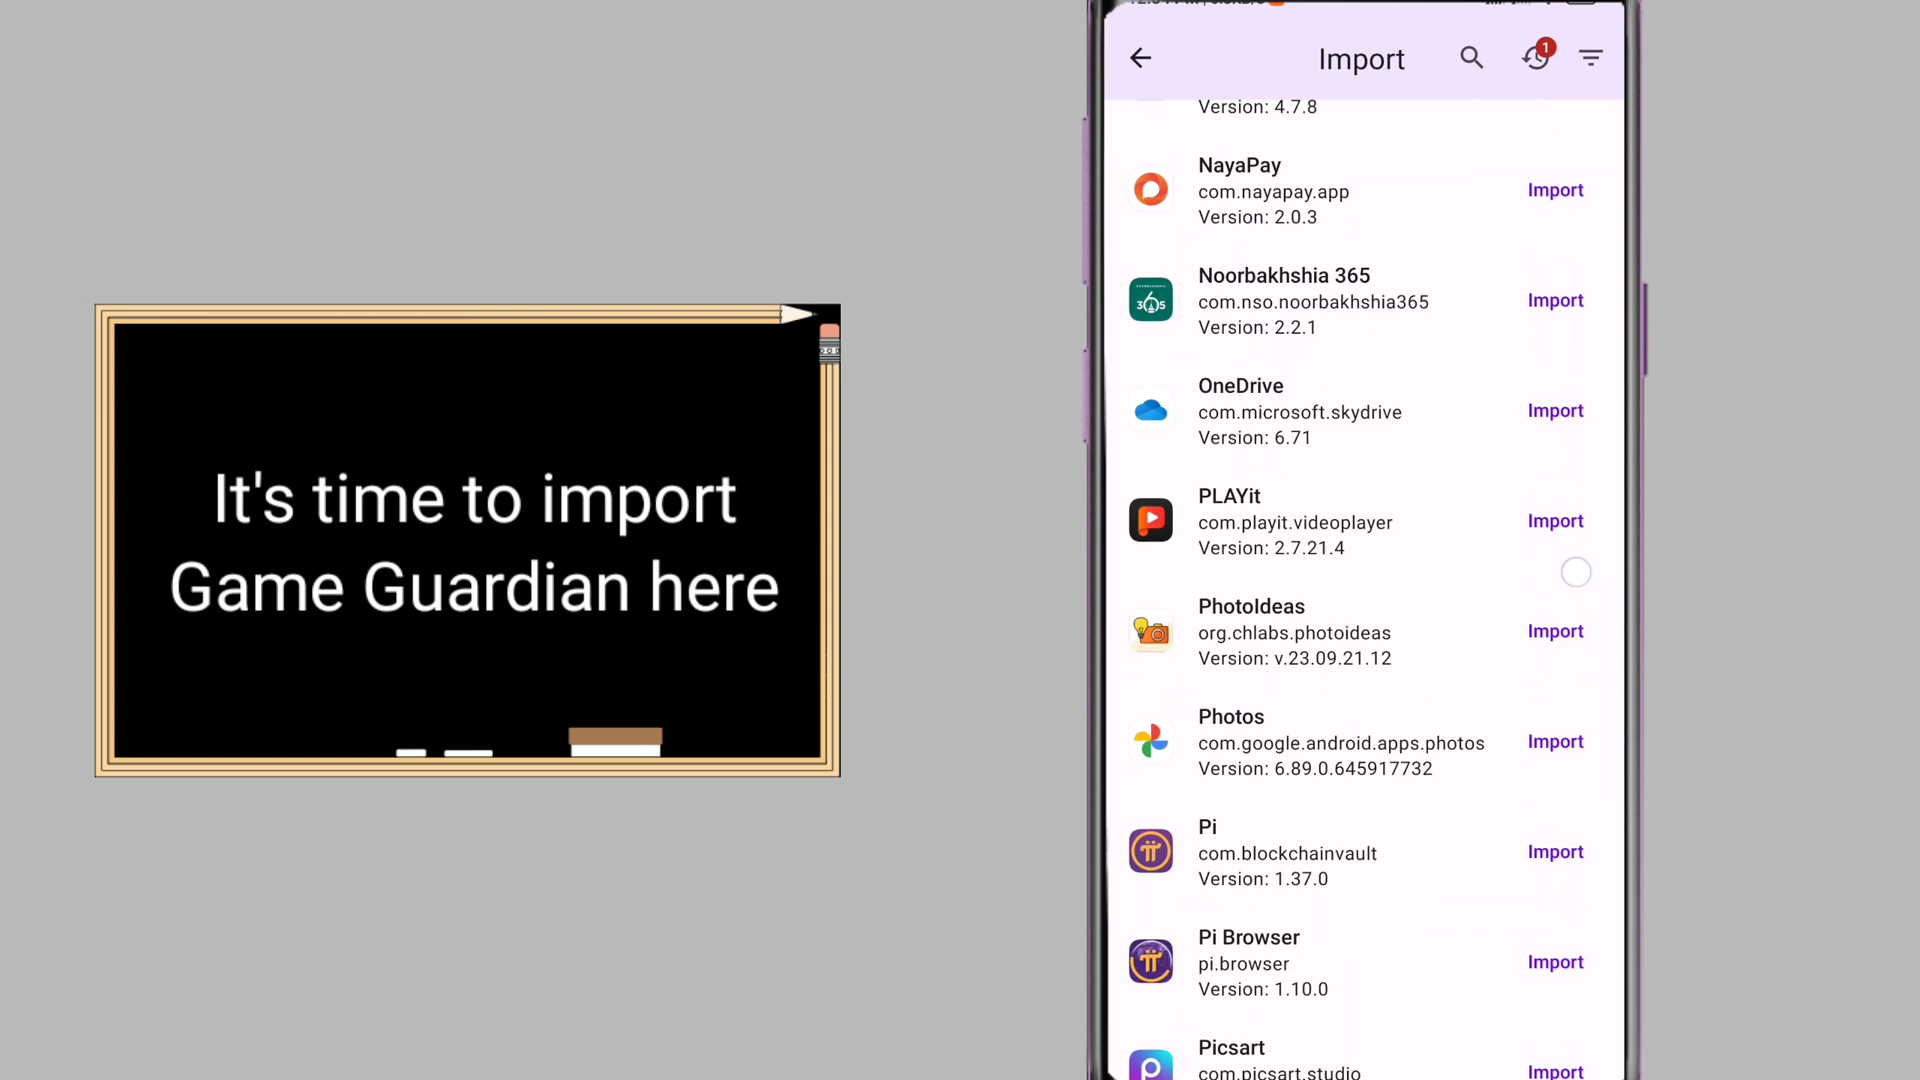 It's time to import
Game Guardian here
Import
1
Version: 4.7.8
NayaPay
com.nayapay.app
Version: 2.0.3
Import
Noorbakhshia 365
com.nso.noorbakhshia365
Version: 2.2.1
Import
365
OneDrive
com.microsoft.skydrive
Version: 6.71
Import
PLAYit
com.playit.videoplayer
Version: 2.7.21.4
Import
PhotoIdeas
org.chlabs.photoideas
Version: v.23.09.21.12
Import
Photos
com.google.android.apps.photos
Version: 6.89.0.645917732
Import
Pi
com.blockchainvault
Version: 1.37.0
Import
Pi Browser
pi.browser
Version: 1.10.0
Import
Picsart
com.picsart.studio
Import